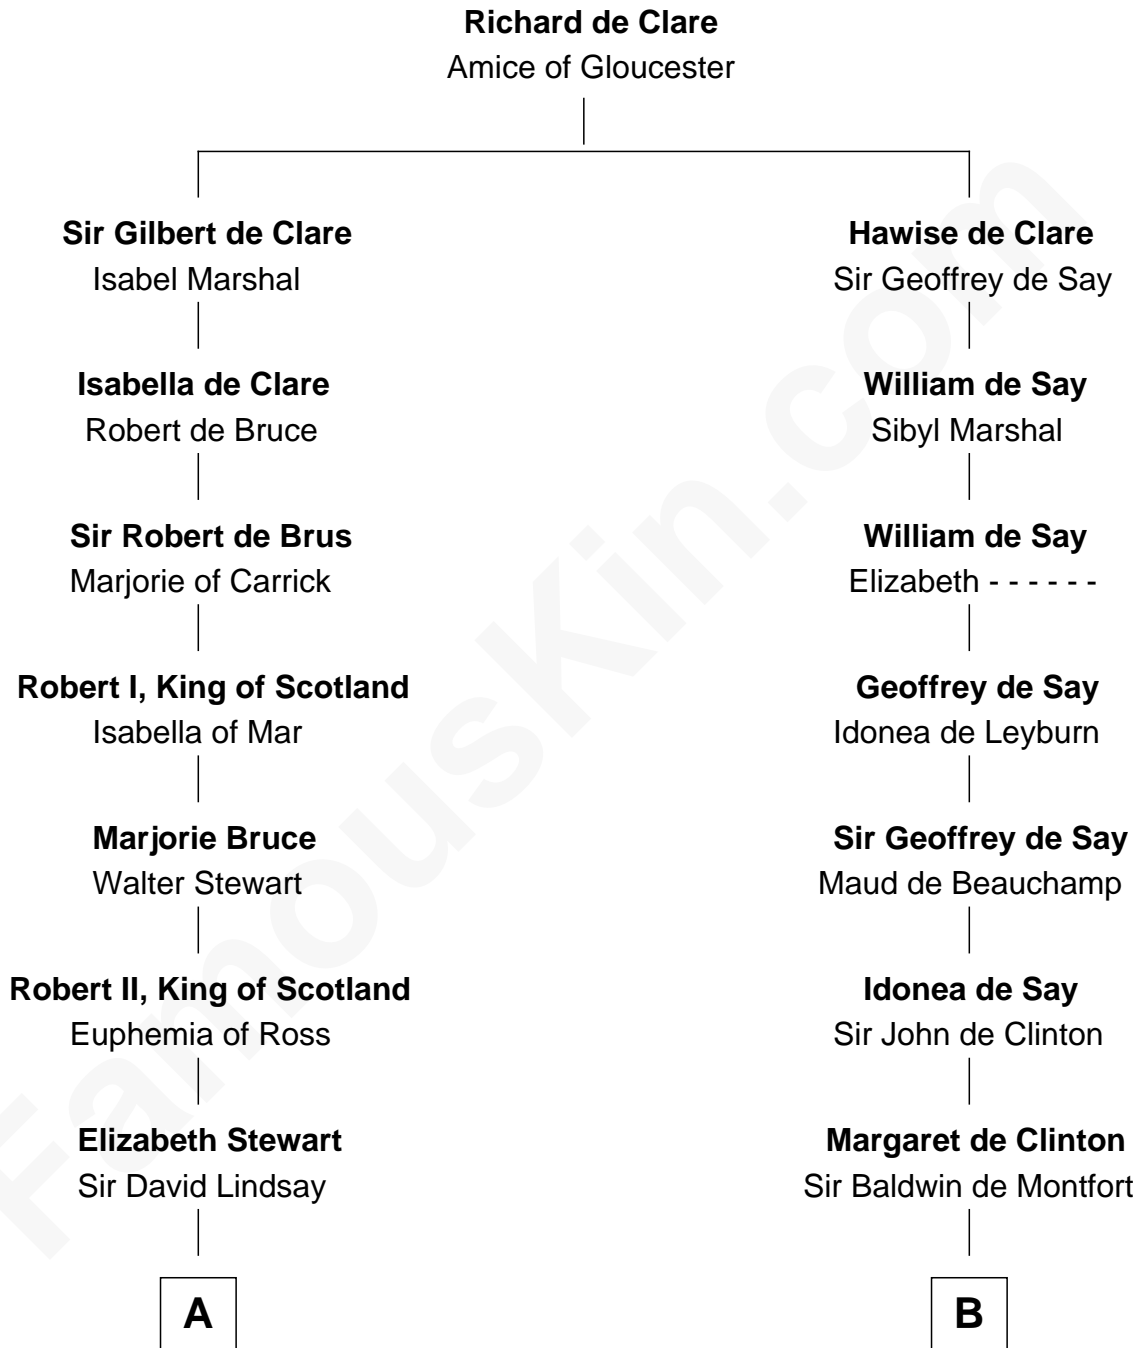 Richard de Clare
Amice of Gloucester
Sir Gilbert de Clare
Isabel Marshal
Hawise de Clare
Sir Geoffrey de Say
Isabella de Clare
Robert de Bruce
William de Say
Sibyl Marshal
Sir Robert de Brus
Marjorie of Carrick
William de Say
Elizabeth - - - - - -
Robert I, King of Scotland
Isabella of Mar
Geoffrey de Say
Idonea de Leyburn
Marjorie Bruce
Walter Stewart
Sir Geoffrey de Say
Maud de Beauchamp
Robert II, King of Scotland
Euphemia of Ross
Idonea de Say
Sir John de Clinton
Elizabeth Stewart
Sir David Lindsay
Margaret de Clinton
Sir Baldwin de Montfort
A
B
FamousKin.com